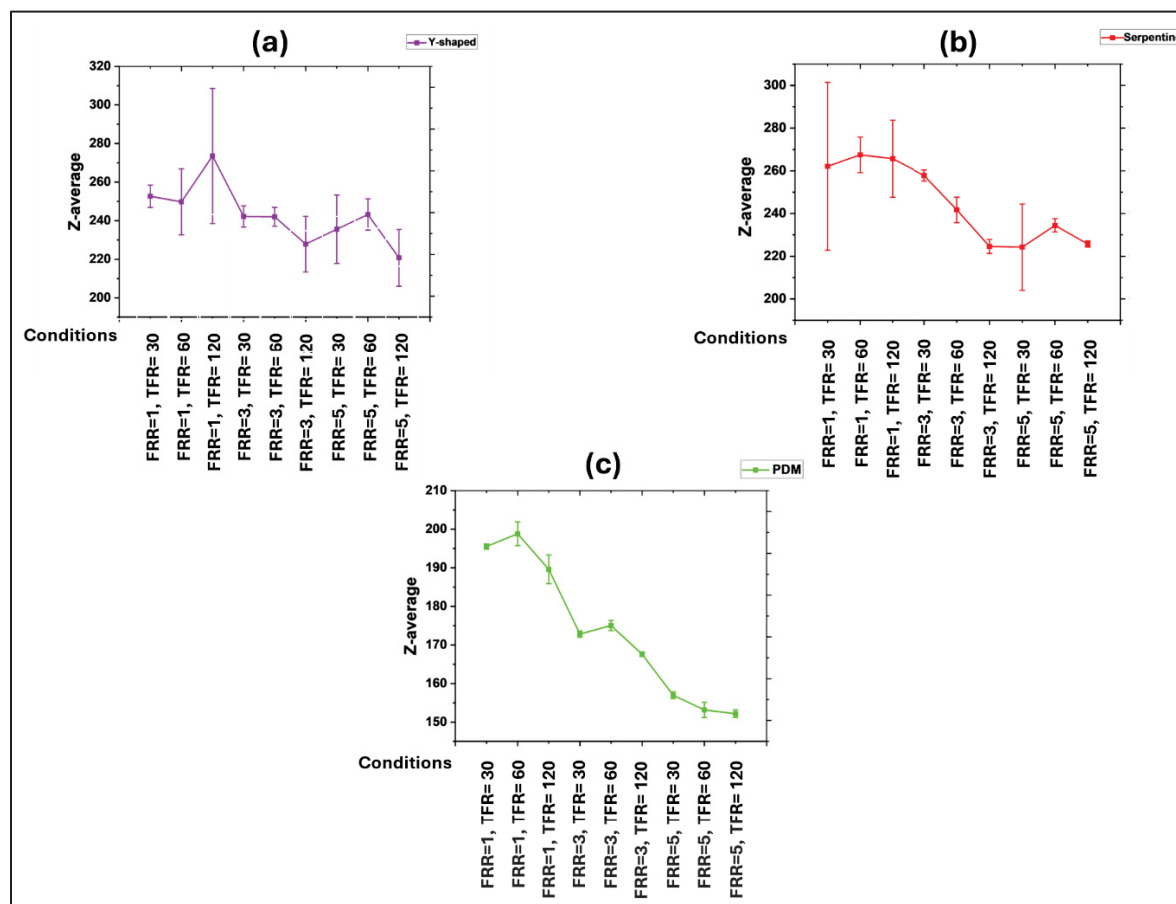 (a)
Y-shaped
Z-average
320
300
280
260
240
220
200
Conditions
FRR=1, TFR= 30
FRR=1, TFR= 60
FRR=1, TFR= 120
FRR=3, TFR= 30
FRR=3, TFR= 60
FRR=3, TFR= 120
FRR=5, TFR= 30
FRR=5, TFR= 60
FRR=5, TFR= 120
(b)
Serpentine
Z-average
300
280
260
240
220
200
Conditions
FRR=1, TFR= 30
FRR=1, TFR= 60
FRR=1, TFR= 120
FRR=3, TFR= 30
FRR=3, TFR= 60
FRR=3, TFR= 120
FRR=5, TFR= 30
FRR=5, TFR= 60
FRR=5, TFR= 120
(c)
PDM
Z-average
210
200
190
180
170
160
150
Conditions
FRR=1, TFR= 30
FRR=1, TFR= 60
FRR=1, TFR= 120
FRR=3, TFR= 30
FRR=3, TFR= 60
FRR=3, TFR= 120
FRR=5, TFR= 30
FRR=5, TFR= 60
FRR=5, TFR= 120